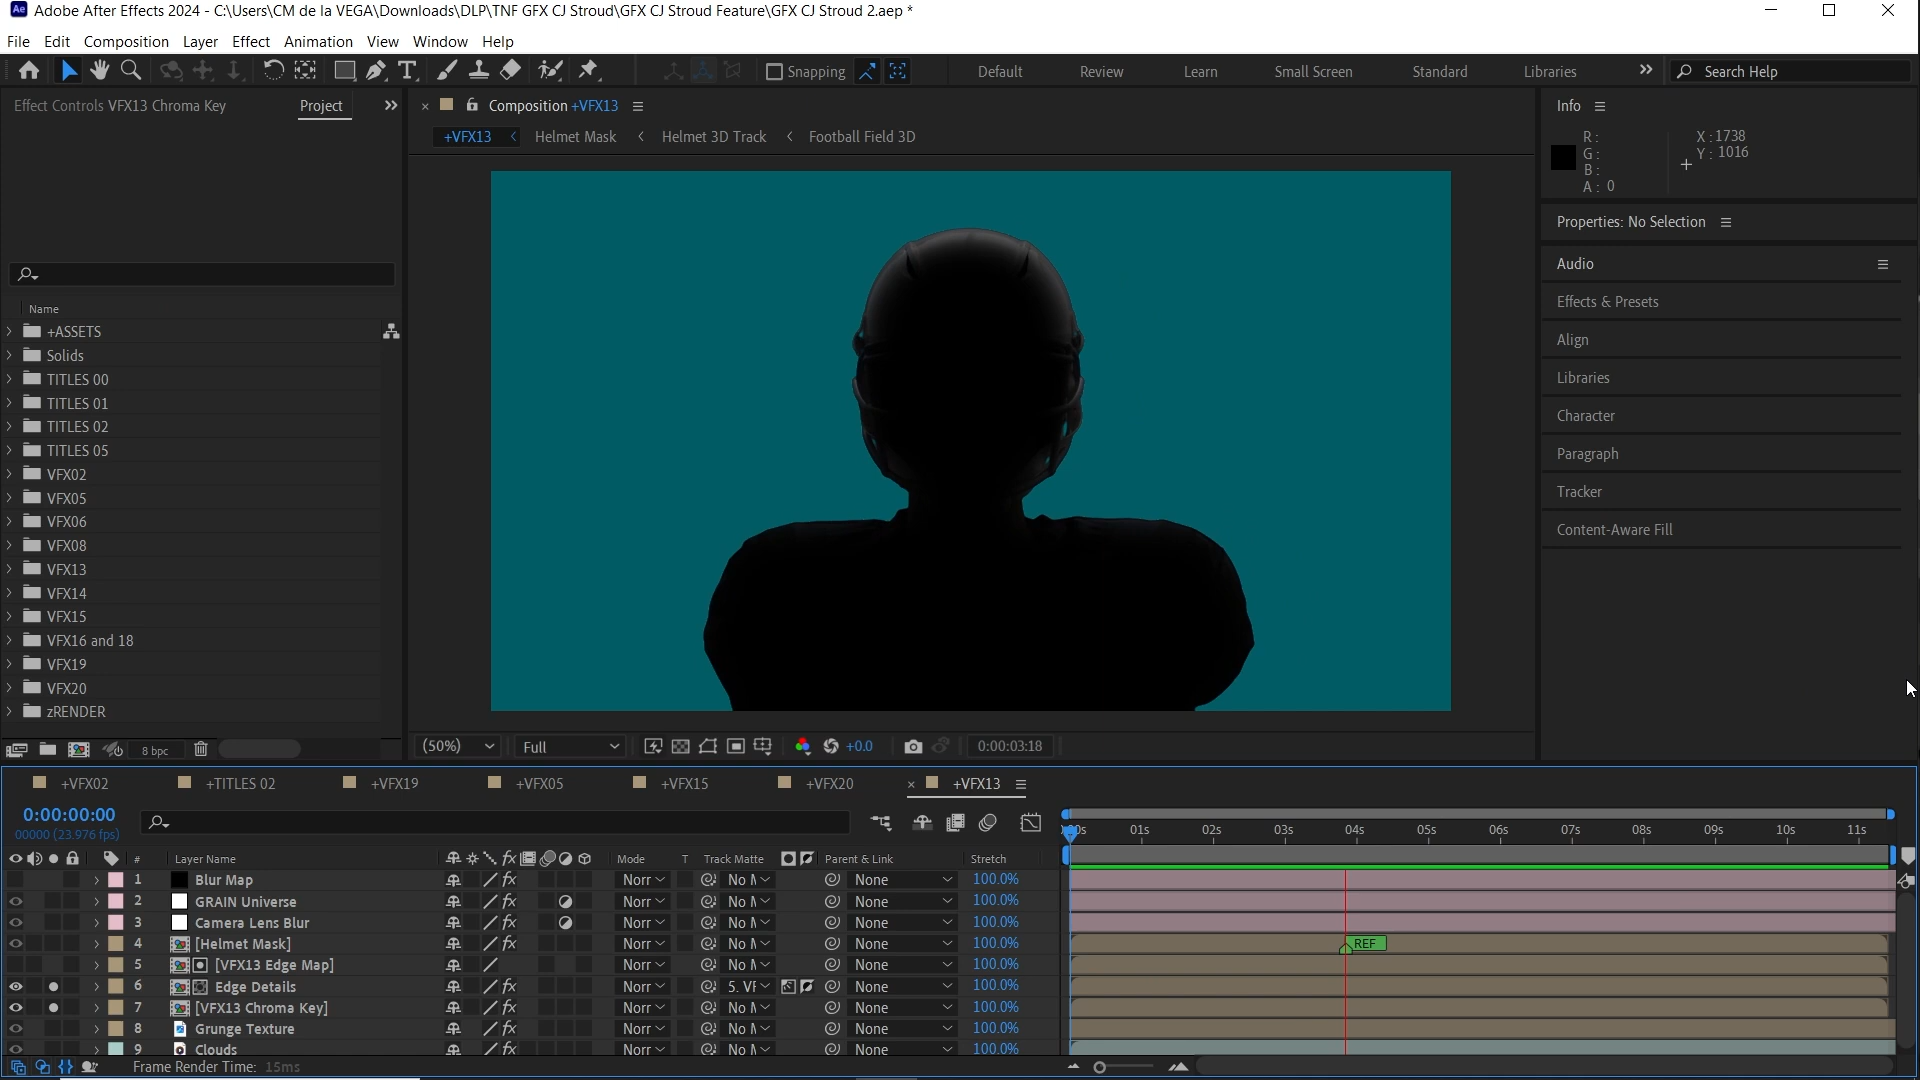 Adobe After Effects 2024 - C:\Users\CM de la VEGA\Downloads\DLP\TNF GFX CJ Stroud\GFX CJ Stroud Feature\GFX CJ Stroud 2.aep *
File Edit Composition Layer Effect Animation View Window Help
Snapping Default Review Learn Small Screen Standard Libraries Search Help
Effect Controls VFX13 Chroma Key Project
Composition +VFX13
+VFX13 Helmet Mask Helmet 3D Track Football Field 3D
Info
R :
G :
B :
A : 0
X : 1738
Y : 1016
Properties: No Selection
Audio
Effects & Presets
Align
Libraries
Character
Paragraph
Tracker
Content-Aware Fill
Name
+ASSETS
Solids
TITLES 00
TITLES 01
TITLES 02
TITLES 05
VFX02
VFX05
VFX06
VFX08
VFX13
VFX14
VFX15
VFX16 and 18
VFX19
VFX20
zRENDER
8 bpc
(50%) Full +0.0 0:00:03:18
+VFX02 +TITLES 02 +VFX19 +VFX05 +VFX15 +VFX20 +VFX13
0:00:00:00
00000 (23.976 fps)
01s 02s 03s 04s 05s 06s 07s 08s 09s 10s 11s
# Layer Name fx Mode T Track Matte Parent & Link Stretch
1 Blur Map fx Norr No None 100.0%
2 GRAIN Universe fx Norr No None 100.0%
3 Camera Lens Blur fx Norr No None 100.0%
4 [Helmet Mask] fx Norr No None 100.0% REF
5 [VFX13 Edge Map] Norr No None 100.0%
6 Edge Details fx Norr 5. None 100.0%
7 [VFX13 Chroma Key] fx Norr No None 100.0%
8 Grunge Texture fx Norr No None 100.0%
9 Clouds fx Norr No None 100.0%
Frame Render Time: 15ms